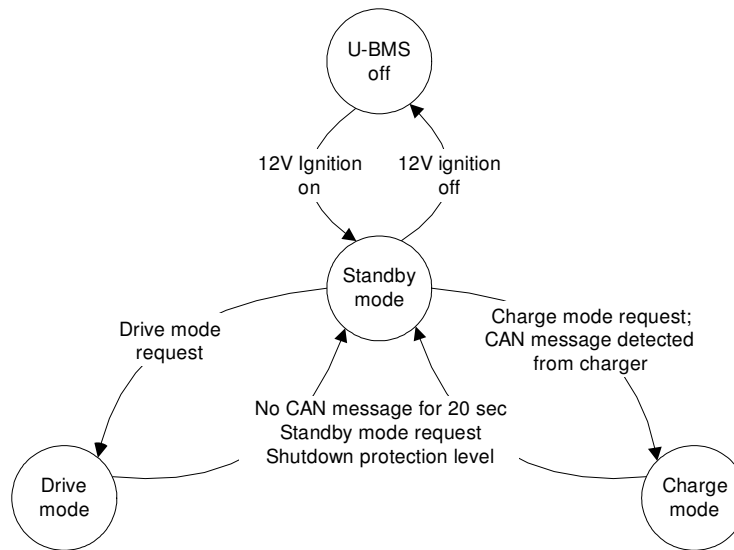 U-BMS
off
12V Ignition
on
12V ignition
off
Standby
mode
Drive mode
request
Charge mode request;
CAN message detected
from charger
No CAN message for 20 sec
Standby mode request
Shutdown protection level
Drive
mode
Charge
mode